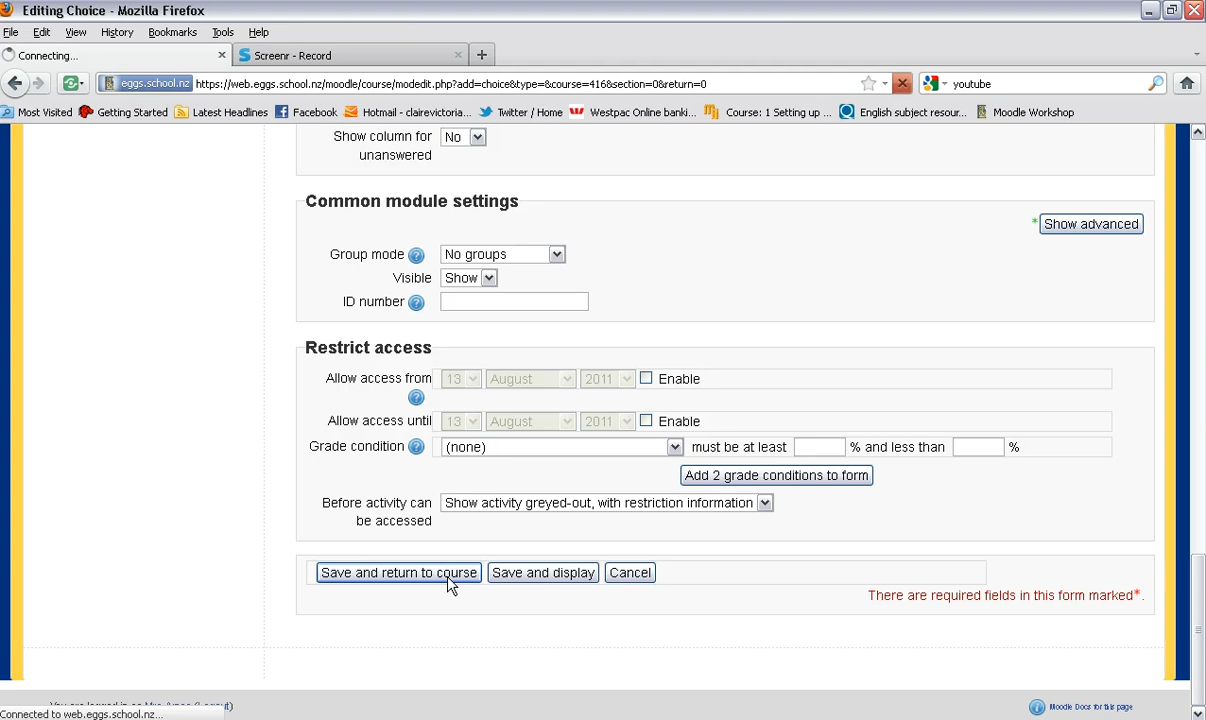 Editing Choice - Mozilla Firefox
File Edit View History Bookmarks Tools Help
Connecting... Screenr - Record
eggs.school.nz https://web.eggs.school.nz/moodle/course/modedit.php?add=choice&type=&course=416&section=0&return=0 youtube
Most Visited Getting Started Latest Headlines Facebook Hotmail - clairevictoria... Twitter / Home Westpac Online banki... Course: 1 Setting up ... English subject resour... Moodle Workshop
Show column for
unanswered
No
Common module settings
* Show advanced
Group mode No groups
Visible Show
ID number
Restrict access
Allow access from 13 August 2011 Enable
Allow access until 13 August 2011 Enable
Grade condition (none) must be at least % and less than %
Add 2 grade conditions to form
Before activity can
be accessed
Show activity greyed-out, with restriction information
Save and return to course Save and display Cancel
There are required fields in this form marked*.
Moodle Docs for this page
Connected to web.eggs.school.nz...